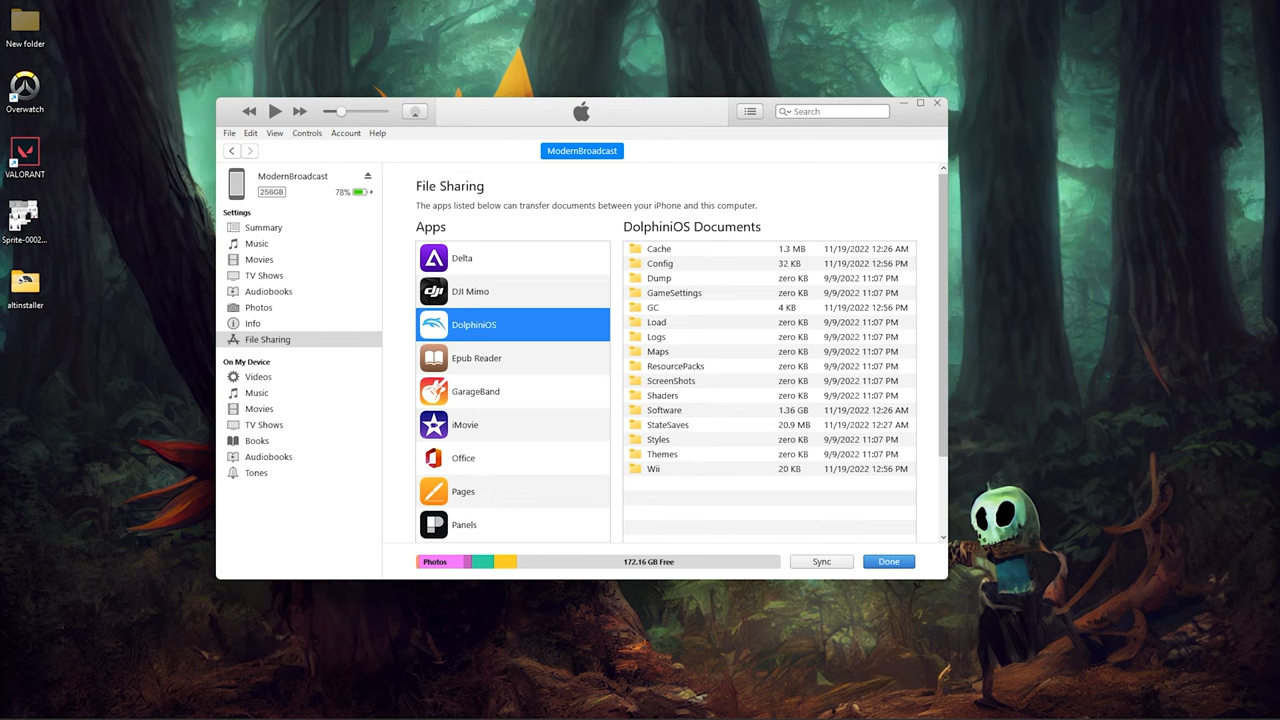 New folder
Overwatch
VALORANT
Sprite-0002...
altinstaller
Search
File Edit View Controls Account Help
ModernBroadcast
ModernBroadcast
256GB 78%
Settings
Summary
Music
Movies
TV Shows
Audiobooks
Photos
Info
File Sharing
On My Device
Videos
Music
Movies
TV Shows
Books
Audiobooks
Tones
File Sharing
The apps listed below can transfer documents between your iPhone and this computer.
Apps
Delta
dji DJI Mimo
DolphiniOS
Epub Reader
GarageBand
iMovie
Office
Pages
Panels
DolphiniOS Documents
Cache 1.3 MB 11/19/2022 12:26 AM
Config 32 KB 11/19/2022 12:56 PM
Dump zero KB 9/9/2022 11:07 PM
GameSettings zero KB 9/9/2022 11:07 PM
GC 4 KB 11/19/2022 12:56 PM
Load zero KB 9/9/2022 11:07 PM
Logs zero KB 9/9/2022 11:07 PM
Maps zero KB 9/9/2022 11:07 PM
ResourcePacks zero KB 9/9/2022 11:07 PM
ScreenShots zero KB 9/9/2022 11:07 PM
Shaders zero KB 9/9/2022 11:07 PM
Software 1.36 GB 11/19/2022 12:26 AM
StateSaves 20.9 MB 11/19/2022 12:27 AM
Styles zero KB 9/9/2022 11:07 PM
Themes zero KB 9/9/2022 11:07 PM
Wii 20 KB 11/19/2022 12:56 PM
Photos 172.16 GB Free Sync Done